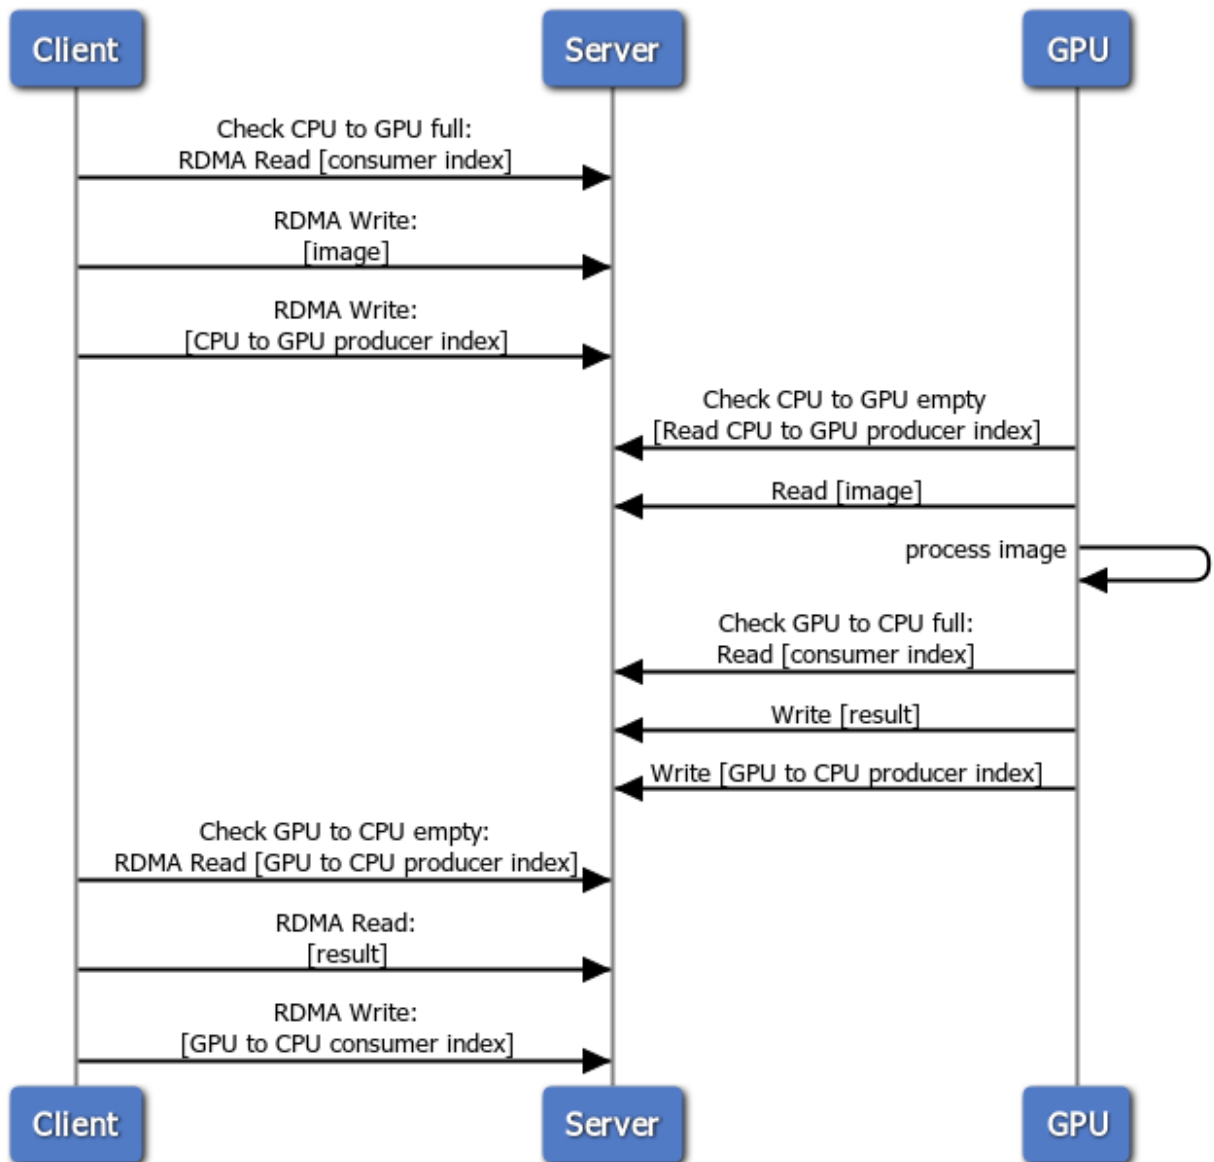 Client
Server
GPU
Check CPU to GPU full:
RDMA Read [consumer index]
RDMA Write:
[image]
RDMA Write:
[CPU to GPU producer index]
Check CPU to GPU empty
[Read CPU to GPU producer index]
Read [image]
process image
Check GPU to CPU full:
Read [consumer index]
Write [result]
Write [GPU to CPU producer index]
Check GPU to CPU empty:
RDMA Read [GPU to CPU producer index]
RDMA Read:
[result]
RDMA Write:
[GPU to CPU consumer index]
Client
Server
GPU